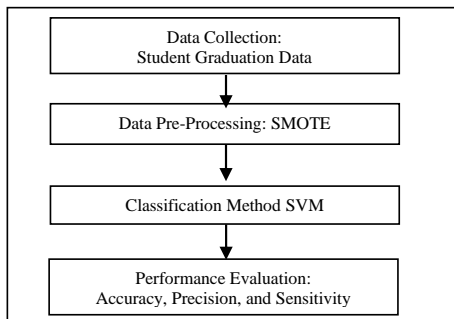 Data Collection:
Student Graduation Data
Data Pre-Processing: SMOTE
Classification Method SVM
Performance Evaluation:
Accuracy, Precision, and Sensitivity